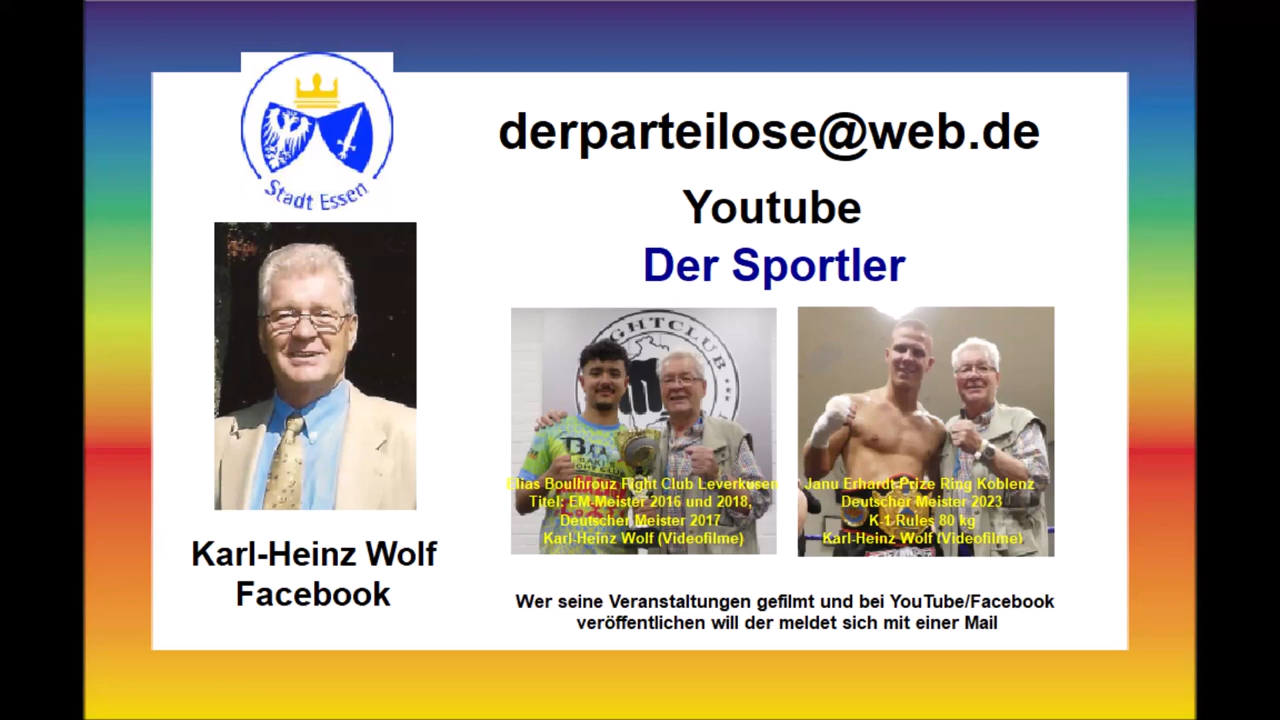 Stadt Essen
derparteilose@web.de
Youtube
Der Sportler
Karl-Heinz Wolf
Facebook
GHTCLUB
Elias Boulhrouz Fight Club Leverkusen
Titel: EM-Meister 2016 und 2018,
Deutscher Meister 2017
Karl-Heinz Wolf (Videofilme)
Janu Erhardt Prize Ring Koblenz
Deutscher Meister 2023
K-1 Rules 80 kg
Karl-Heinz Wolf (Videofilme)
Wer seine Veranstaltungen gefilmt und bei YouTube/Facebook
veröffentlichen will der meldet sich mit einer Mail